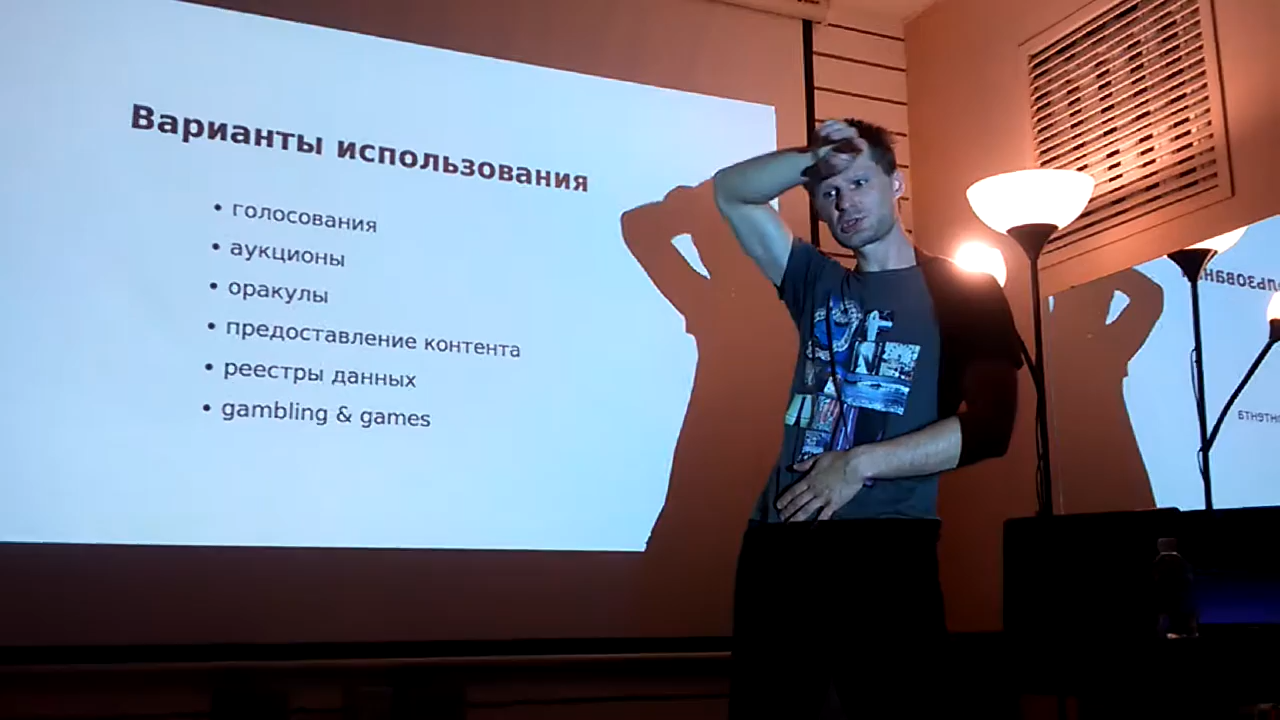 Варианты использования
• голосования
• аукционы
• оракулы
• предоставление контента
• реестры данных
• gambling & games